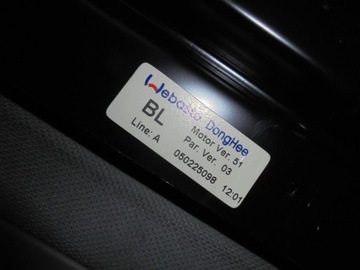 Webasto DongHee
BL
Motor Ver. 51
Line: A
Par. Ver. 03
050225098 12:01